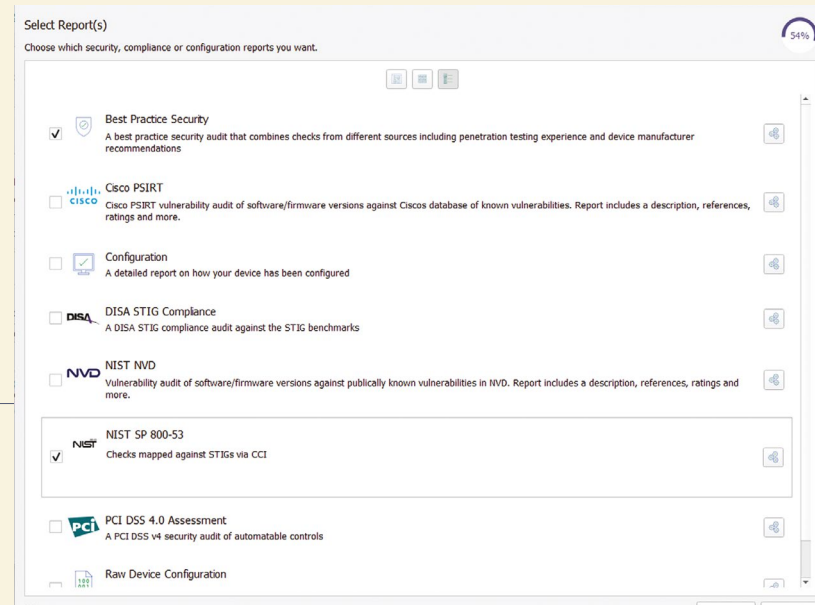 Select Report(s)
54%
Choose which security, compliance or configuration reports you want.
Best Practice Security
A best practice security audit that combines checks from different sources including penetration testing experience and device manufacturer
recommendations
CISCO
Cisco PSIRT
Cisco PSIRT vulnerability audit of software/firmware versions against Ciscos database of known vulnerabilities. Report includes a description, references,
ratings and more.
Configuration
A detailed report on how your device has been configured
DISA
DISA STIG Compliance
A DISA STIG compliance audit against the STIG benchmarks
NVD
NIST NVD
Vulnerability audit of software/firmware versions against publically known vulnerabilities in NVD. Report includes a description, references, ratings and
more.
NIST
NIST SP 800-53
Checks mapped against STIGs via CCI
PCI
PCI DSS 4.0 Assessment
A PCI DSS v4 security audit of automatable controls
Raw Device Configuration